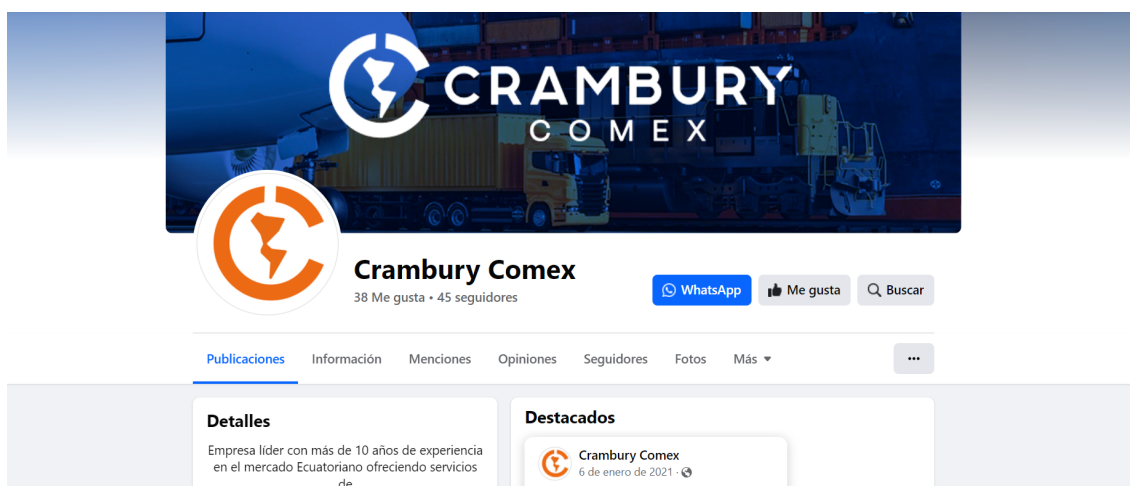 CRAMBURY
COMEX
Crambury Comex
38 Me gusta • 45 seguidores
WhatsApp
Me gusta
Buscar
Publicaciones
Información
Menciones
Opiniones
Seguidores
Fotos
Más
Detalles
Empresa líder con más de 10 años de experiencia
en el mercado Ecuatoriano ofreciendo servicios
de
Destacados
Crambury Comex
6 de enero de 2021 ·